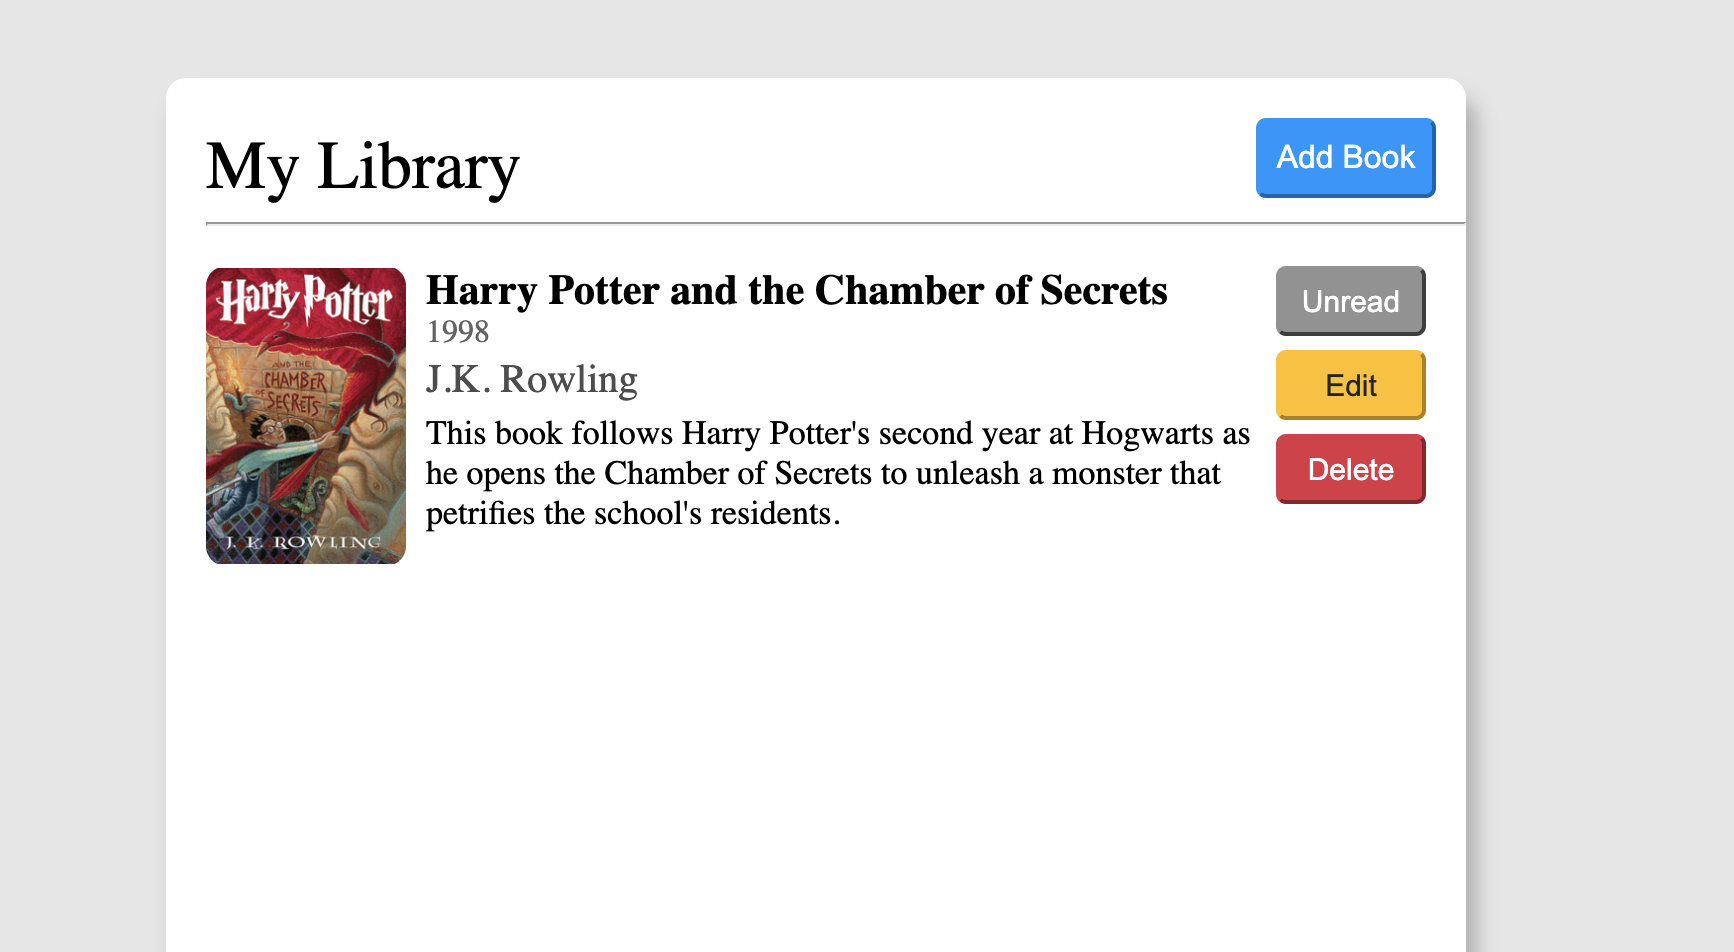 My Library
Add Book
Harry Potter
AND THE
CHAMBER
OF SECRETS
J. K. ROWLING
Harry Potter and the Chamber of Secrets
1998
J.K. Rowling
This book follows Harry Potter's second year at Hogwarts as
he opens the Chamber of Secrets to unleash a monster that
petrifies the school's residents.
Unread
Edit
Delete